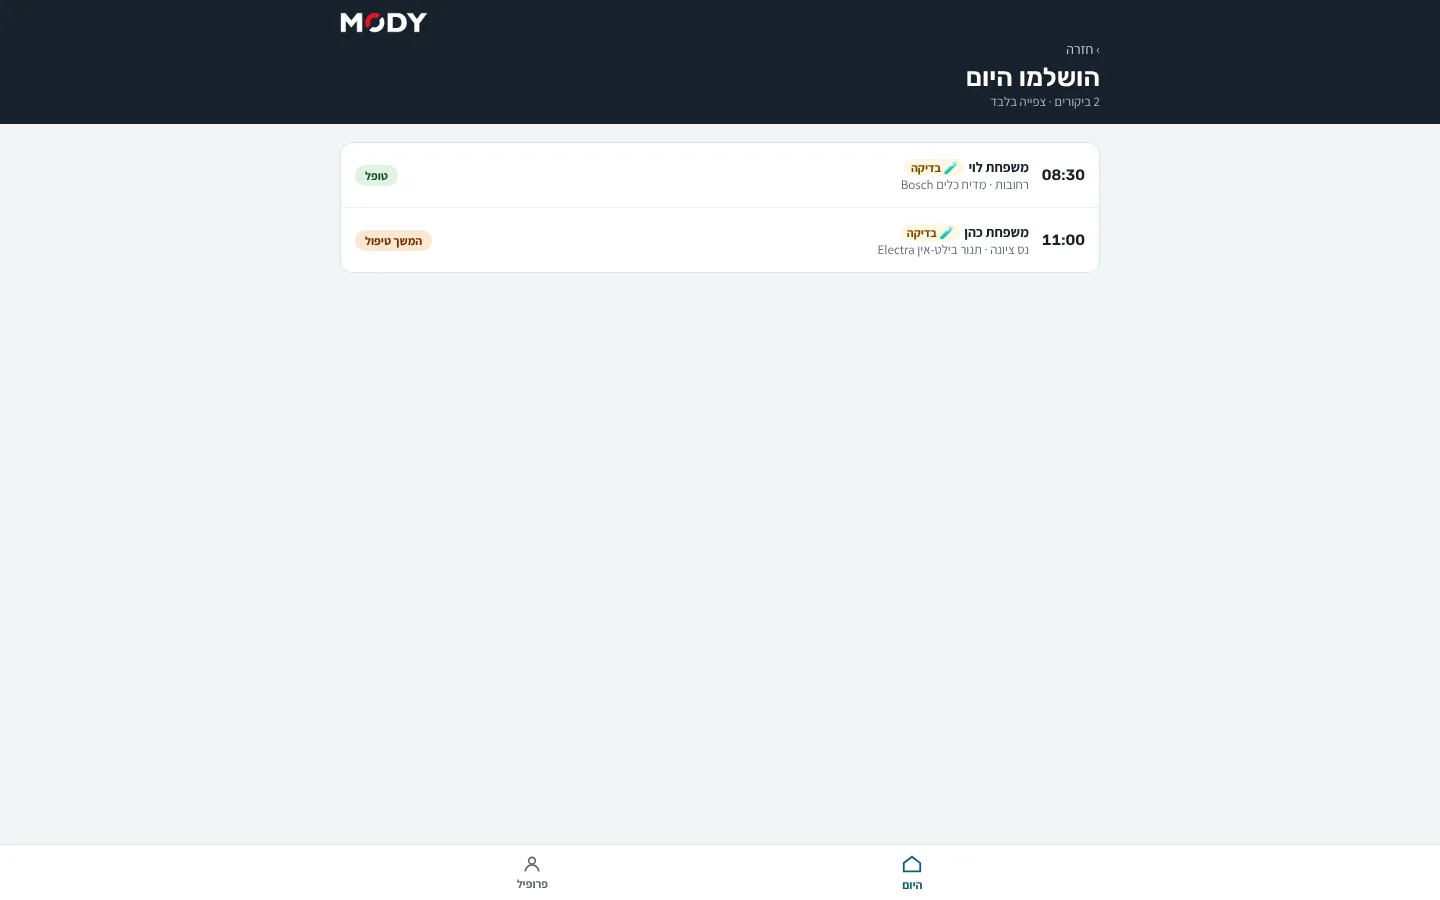 MODY
› חזרה
הושלמו היום
2 ביקורים · צפייה בלבד
08:30
משפחת לוי 🧪 בדיקה
רחובות · מדיח כלים Bosch
טופל
11:00
משפחת כהן 🧪 בדיקה
נס ציונה · תנור בילט-אין Electra
המשך טיפול
היום
פרופיל